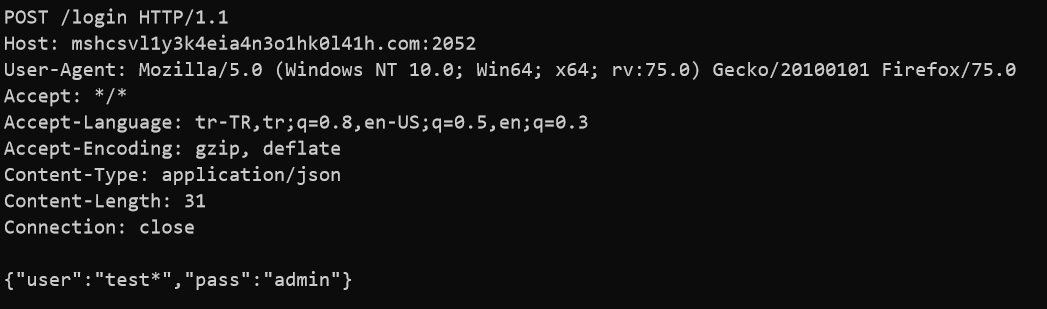 POST /login HTTP/1.1
Host: mshcsvl1y3k4eia4n3o1hk0l41h.com:2052
User-Agent: Mozilla/5.0 (Windows NT 10.0; Win64; x64; rv:75.0) Gecko/20100101 Firefox/75.0
Accept: */*
Accept-Language: tr-TR,tr;q=0.8,en-US;q=0.5,en;q=0.3
Accept-Encoding: gzip, deflate
Content-Type: application/json
Content-Length: 31
Connection: close
{"user":"test*","pass":"admin"}